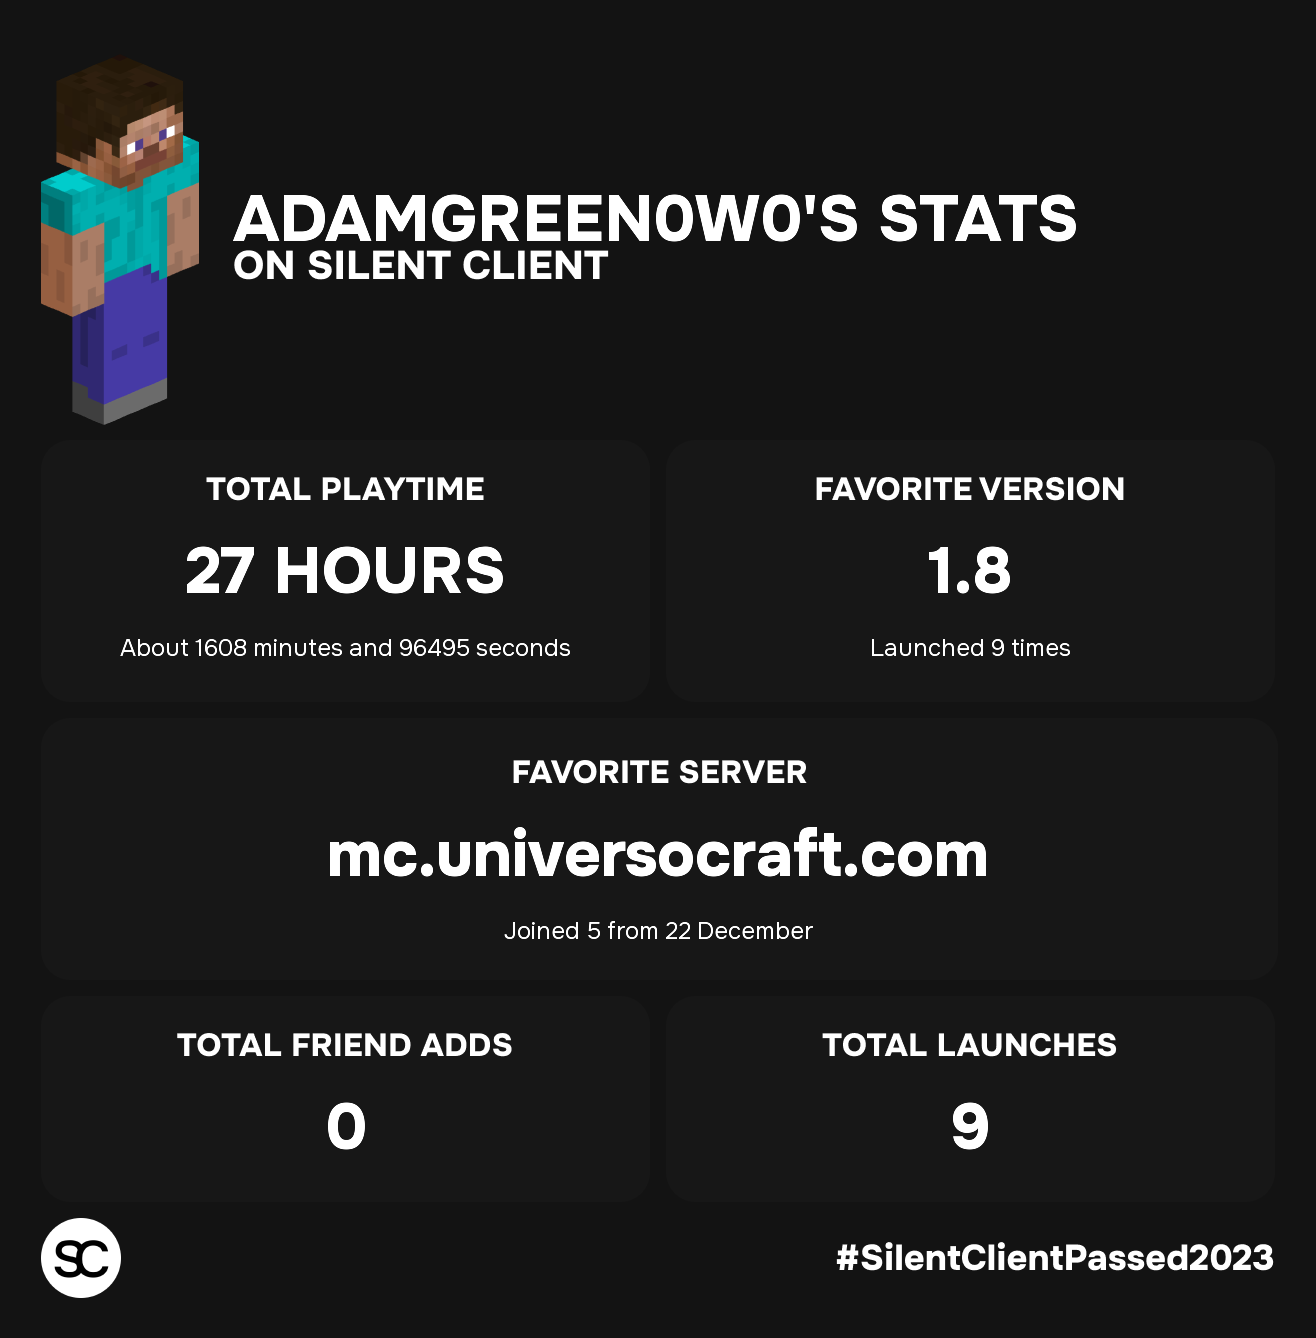 ADAMGREEN0W0'S STATS
ON SILENT CLIENT
TOTAL PLAYTIME
27 HOURS
About 1608 minutes and 96495 seconds
FAVORITE VERSION
1.8
Launched 9 times
FAVORITE SERVER
mc.universocraft.com
Joined 5 from 22 December
TOTAL FRIEND ADDS
0
TOTAL LAUNCHES
9
SC
#SilentClientPassed2023